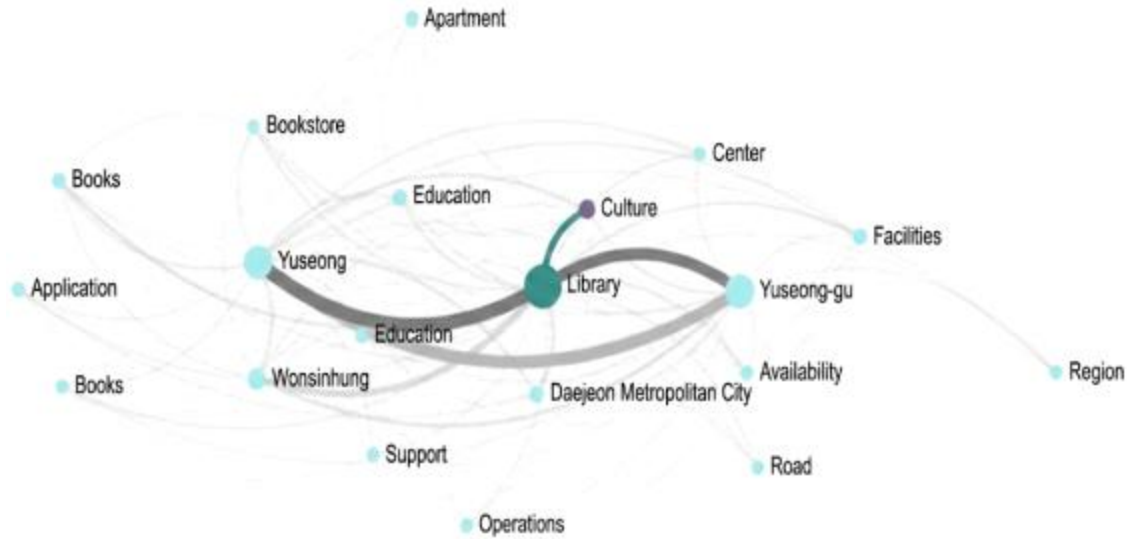 Apartment
Bookstore
Center
Books
Education
Culture
Facilities
Yuseong
Library
Yuseong-gu
Application
Education
Wonsinhung
Availability
Region
Books
Daejeon Metropolitan City
Support
Road
Operations